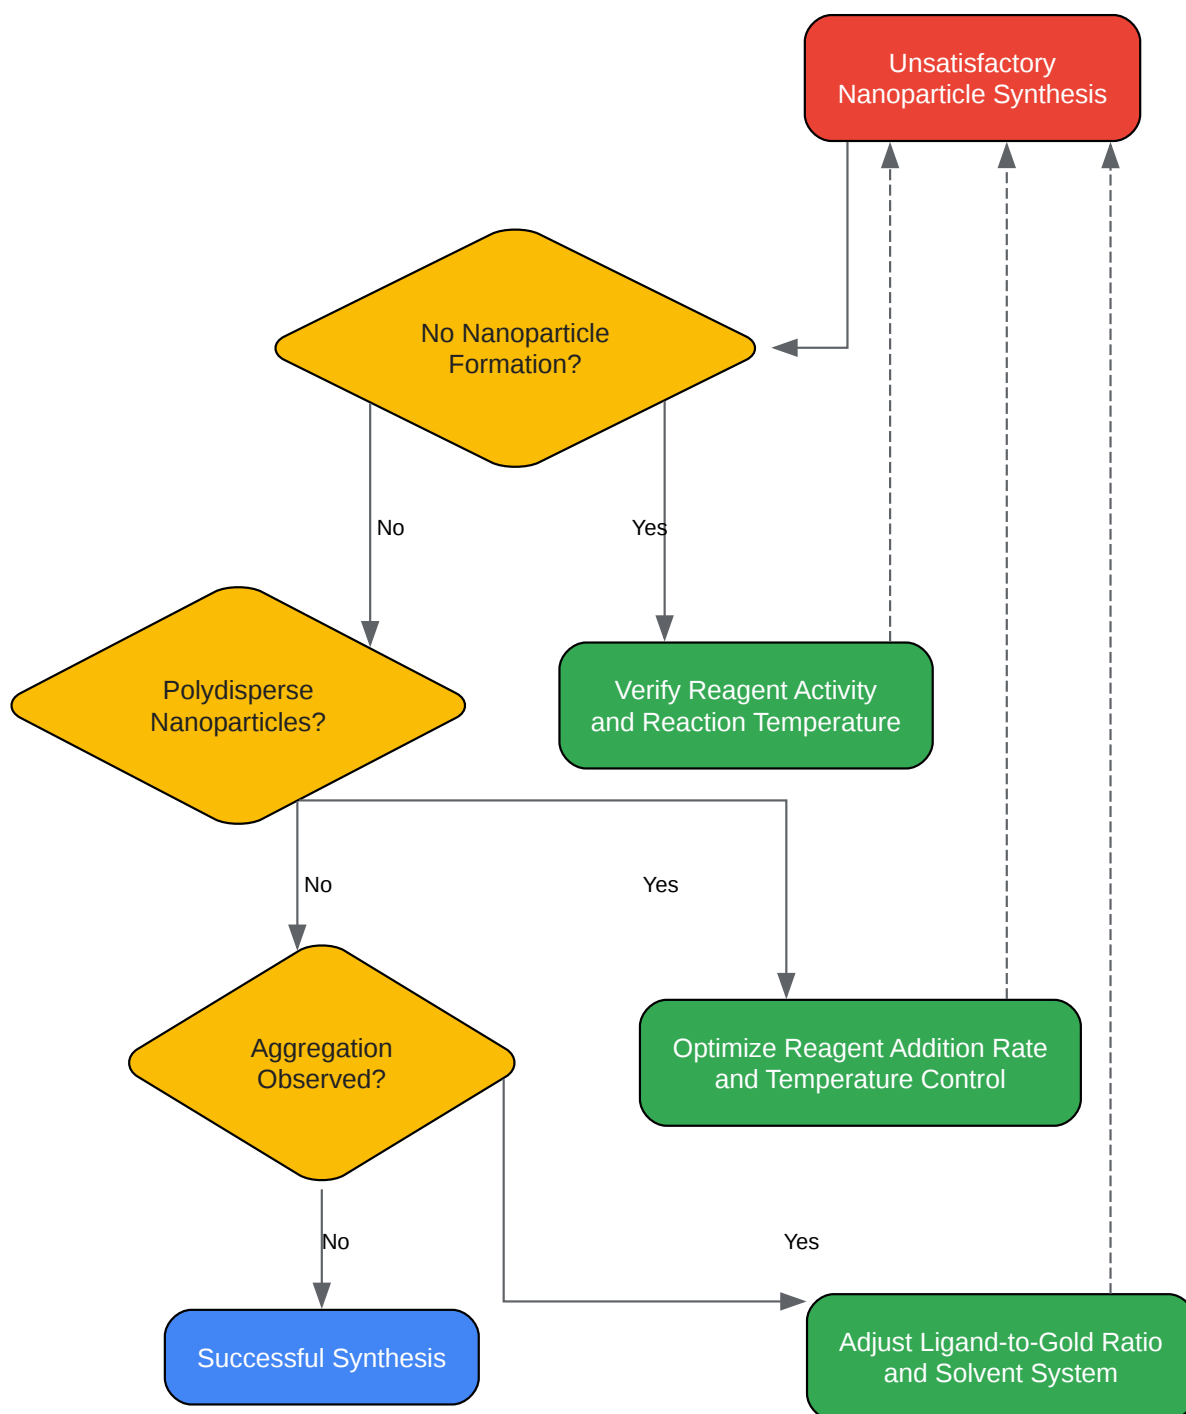 Unsatisfactory
Nanoparticle Synthesis
No Nanoparticle
Formation?
No
Yes
Polydisperse
Nanoparticles?
Verify Reagent Activity
and Reaction Temperature
No
Yes
Aggregation
Observed?
Optimize Reagent Addition Rate
and Temperature Control
No
Yes
Successful Synthesis
Adjust Ligand-to-Gold Ratio
and Solvent System